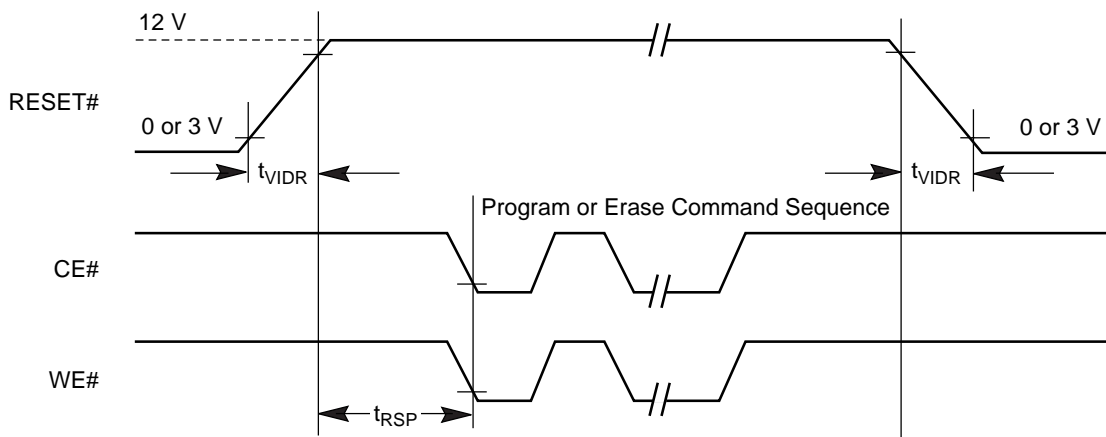 12 V
RESET#
0 or 3 V
0 or 3 V
tVIDR
tVIDR
Program or Erase Command Sequence
CE#
WE#
tRSP